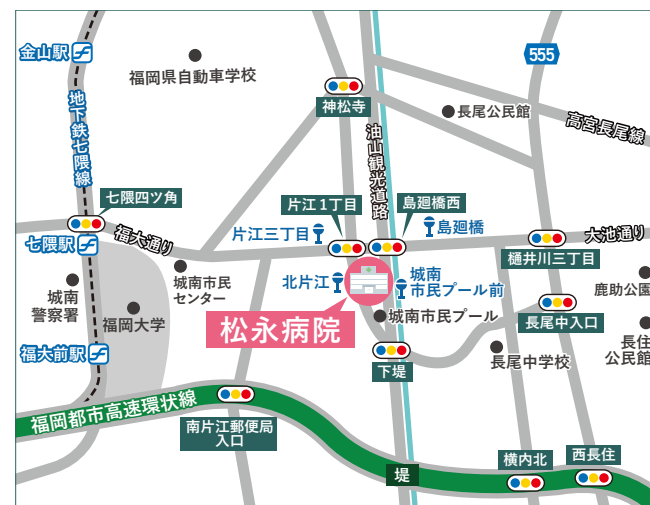 金山駅
555
福岡県自動車学校
神松寺
長尾公民館
高宮長尾線
地下鉄七隈線
油山観光道路
七隈四ツ角
片江1丁目
島廻橋西
片江三丁目
島廻橋
福大通り
大池通り
七隈駅
樋井川三丁目
城南市民
センター
北片江
城南
市民プール前
鹿助公園
城南
警察署
福岡大学
松永病院
城南市民プール
長尾中入口
長住
公民館
福大前駅
下堤
長尾中学校
福岡都市高速環状線
南片江郵便局
入口
堤
横内北
西長住